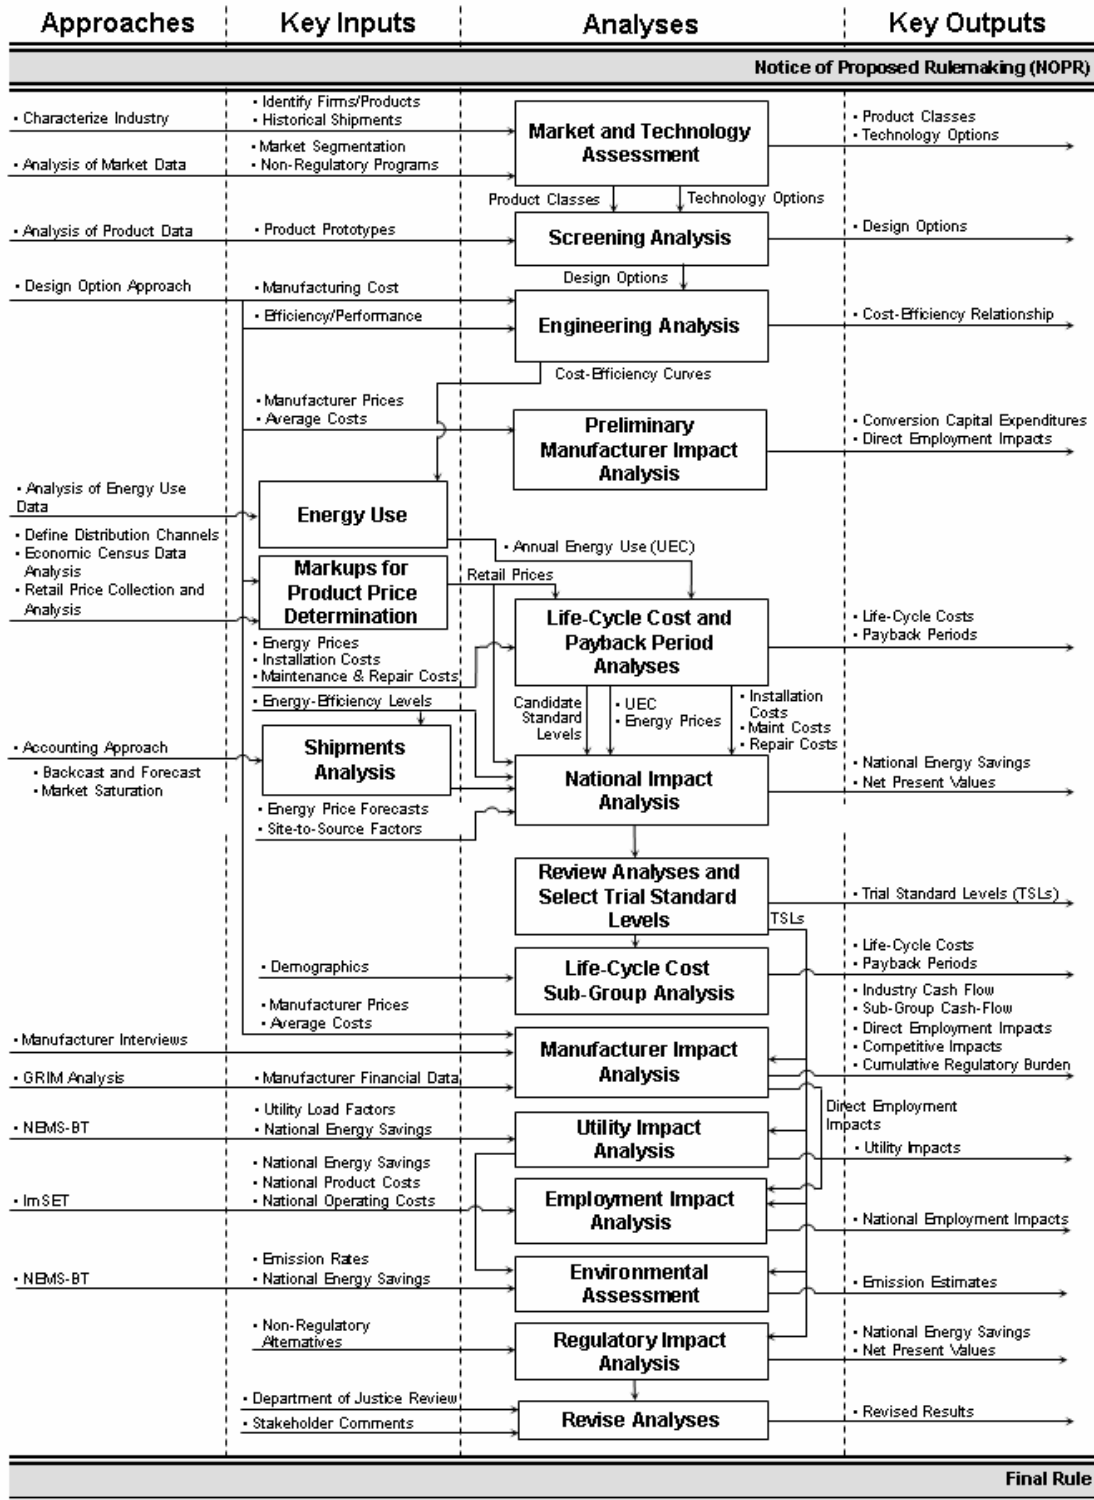 Approaches
Key Inputs
Analyses
Key Outputs
Notice of Proposed Rulemaking (NOPR)
• Characterize Industry
• Identify Firms/Products
• Historical Shipments
• Market Segmentation
• Non-Regulatory Programs
• Analysis of Market Data
Market and Technology
Assessment
• Product Classes
• Technology Options
Product Classes
Technology Options
• Analysis of Product Data
• Product Prototypes
Screening Analysis
• Design Options
Design Options
• Design Option Approach
• Manufacturing Cost
• Efficiency/Performance
Engineering Analysis
• Cost-Efficiency Relationship
Cost-Efficiency Curves
• Manufacturer Prices
• Average Costs
Preliminary
Manufacturer Impact
Analysis
• Conversion Capital Expenditures
• Direct Employment Impacts
• Analysis of Energy Use
Data
Energy Use
• Define Distribution Channels
• Economic Census Data
Analysis
• Retail Price Collection and
Analysis
• Annual Energy Use (UEC)
Markups for
Product Price
Determination
Retail Prices
Life-Cycle Cost and
Payback Period
Analyses
• Life-Cycle Costs
• Payback Periods
• Energy Prices
• Installation Costs
• Maintenance & Repair Costs
• Energy-Efficiency Levels
Candidate
Standard
Levels
• UEC
• Energy Prices
• Installation
Costs
• Maint Costs
• Repair Costs
• Accounting Approach
• Backcast and Forecast
• Market Saturation
Shipments
Analysis
National Impact
Analysis
• National Energy Savings
• Net Present Values
• Energy Price Forecasts
• Site-to-Source Factors
Review Analyses and
Select Trial Standard
Levels
• Trial Standard Levels (TSLs)
TSLs
• Demographics
Life-Cycle Cost
Sub-Group Analysis
• Life-Cycle Costs
• Payback Periods
• Manufacturer Prices
• Average Costs
• Industry Cash Flow
• Sub-Group Cash-Flow
• Direct Employment Impacts
• Competitive Impacts
• Cumulative Regulatory Burden
• Manufacturer Interviews
Manufacturer Impact
Analysis
• GRIM Analysis
• Manufacturer Financial Data
Direct Employment
Impacts
• Utility Load Factors
• National Energy Savings
• NEMS-BT
Utility Impact
Analysis
• Utility Impacts
• National Energy Savings
• National Product Costs
• National Operating Costs
• ImSET
Employment Impact
Analysis
• National Employment Impacts
• Emission Rates
• National Energy Savings
• NEMS-BT
Environmental
Assessment
• Emission Estimates
• Non-Regulatory
Alternatives
Regulatory Impact
Analysis
• National Energy Savings
• Net Present Values
• Department of Justice Review
• Stakeholder Comments
Revise Analyses
• Revised Results
Final Rule